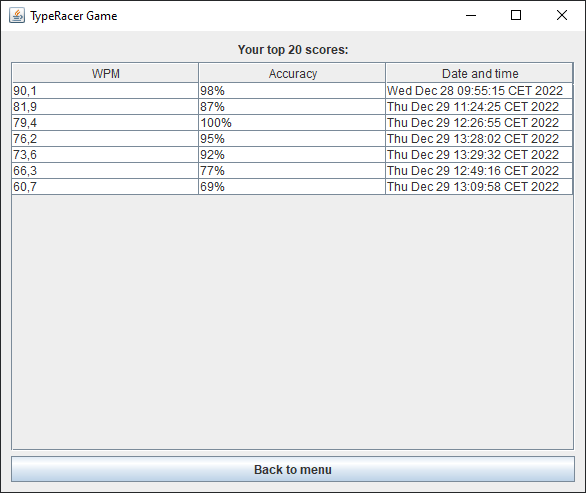 TypeRacer Game
Your top 20 scores:
WPM Accuracy Date and time
90,1 98% Wed Dec 28 09:55:15 CET 2022
81,9 87% Thu Dec 29 11:24:25 CET 2022
79,4 100% Thu Dec 29 12:26:55 CET 2022
76,2 95% Thu Dec 29 13:28:02 CET 2022
73,6 92% Thu Dec 29 13:29:32 CET 2022
66,3 77% Thu Dec 29 12:49:16 CET 2022
60,7 69% Thu Dec 29 13:09:58 CET 2022
Back to menu